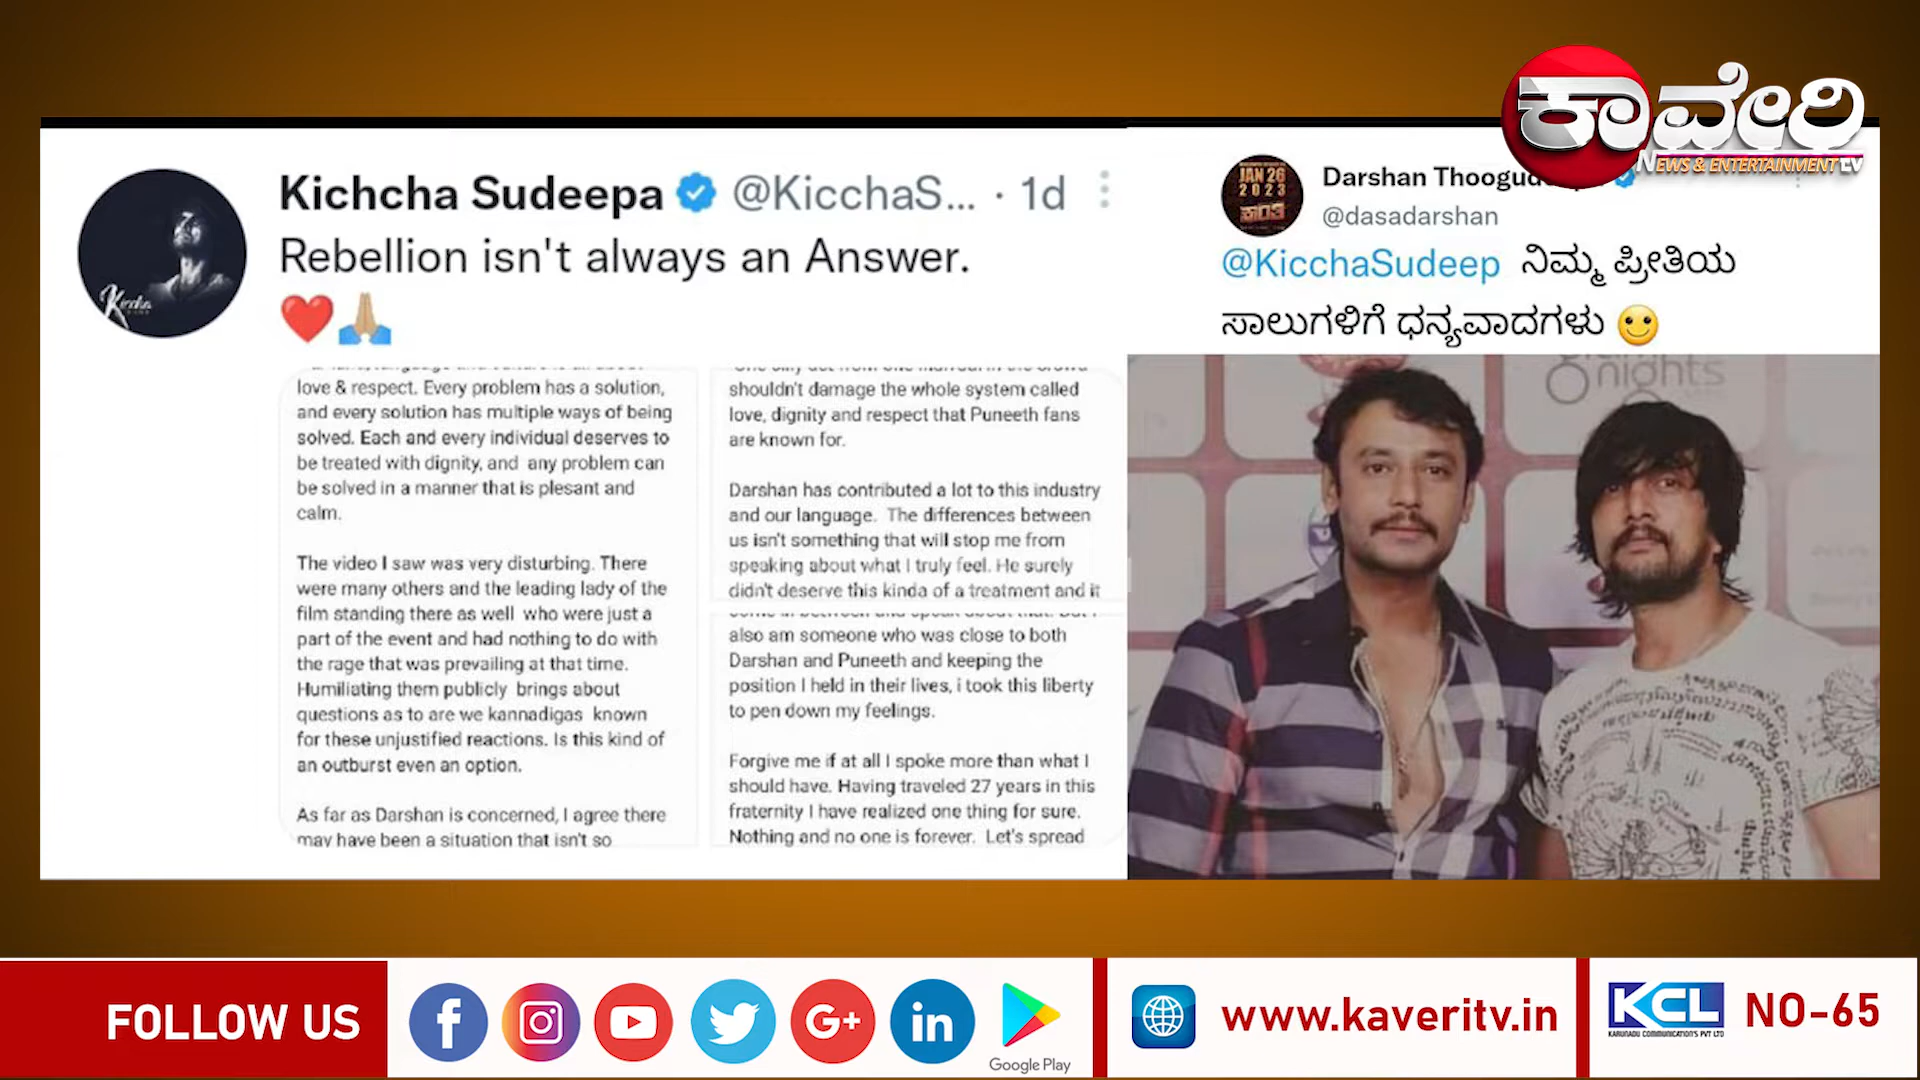 ಕಾವೇರಿ
NEWS & ENTERTAINMENT TV
Kichcha Sudeepa @KicchaS... · 1d
Rebellion isn't always an Answer.
❤️🙏🏼
Kiccha
love & respect. Every problem has a solution,
and every solution has multiple ways of being
solved. Each and every individual deserves to
be treated with dignity, and any problem can
be solved in a manner that is plesant and
calm.
The video I saw was very disturbing. There
were many others and the leading lady of the
film standing there as well who were just a
part of the event and had nothing to do with
the rage that was prevailing at that time.
Humiliating them publicly brings about
questions as to are we kannadigas known
for these unjustified reactions. Is this kind of
an outburst even an option.
As far as Darshan is concerned, I agree there
may have been a situation that isn't so
shouldn't damage the whole system called
love, dignity and respect that Puneeth fans
are known for.
Darshan has contributed a lot to this industry
and our language. The differences between
us isn't something that will stop me from
speaking about what I truly feel. He surely
didn't deserve this kinda of a treatment and it
also am someone who was close to both
Darshan and Puneeth and keeping the
position I held in their lives, i took this liberty
to pen down my feelings.
Forgive me if at all I spoke more than what I
should have. Having traveled 27 years in this
fraternity I have realized one thing for sure.
Nothing and no one is forever. Let's spread
JAN 26
2023
ಕ್ರಾಂತಿ
Darshan
@dasadarshan
@KicchaSudeep ನಿಮ್ಮ ಪ್ರೀತಿಯ
ಸಾಲುಗಳಿಗೆ ಧನ್ಯವಾದಗಳು 🙂
nights
FOLLOW US
G+
in
Google Play
www.kaveritv.in
KCL
KARUNADU COMMUNICATION'S PVT LTD
NO-65